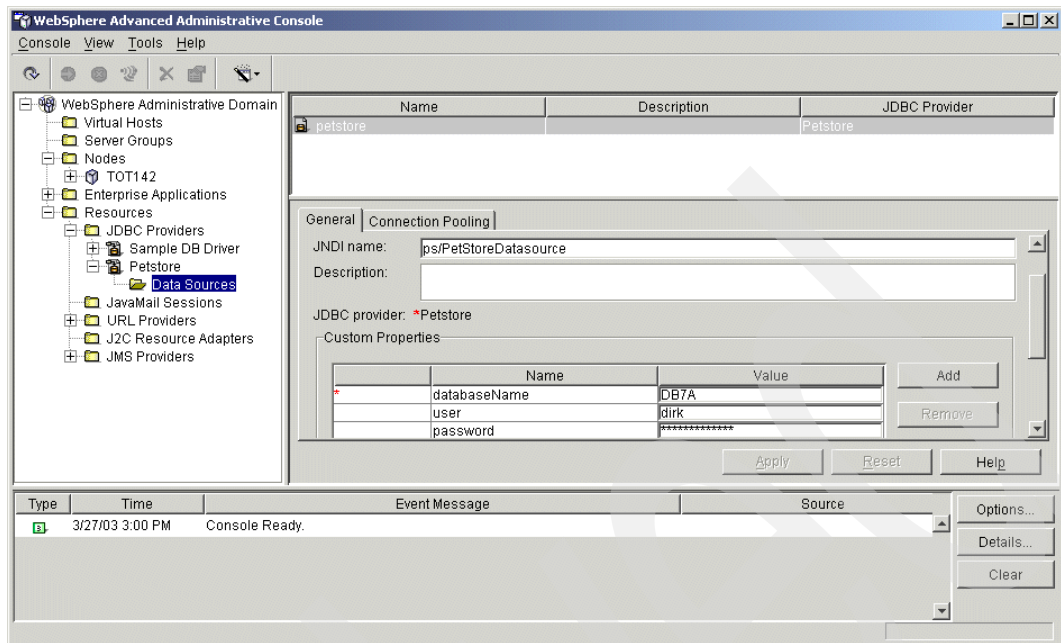 WebSphere Advanced Administrative Console
Console View Tools Help
WebSphere Administrative Domain
Virtual Hosts
Server Groups
Nodes
TOT142
Enterprise Applications
Resources
JDBC Providers
Sample DB Driver
Petstore
Data Sources
JavaMail Sessions
URL Providers
J2C Resource Adapters
JMS Providers
Name Description JDBC Provider
petstore Petstore
General Connection Pooling
JNDI name: ps/PetStoreDatasource
Description:
JDBC provider: *Petstore
Custom Properties
Name Value Add
* databaseName DB7A
user dirk Remove
password *************
Apply Reset Help
Type Time Event Message Source Options...
3/27/03 3:00 PM Console Ready.
Details...
Clear